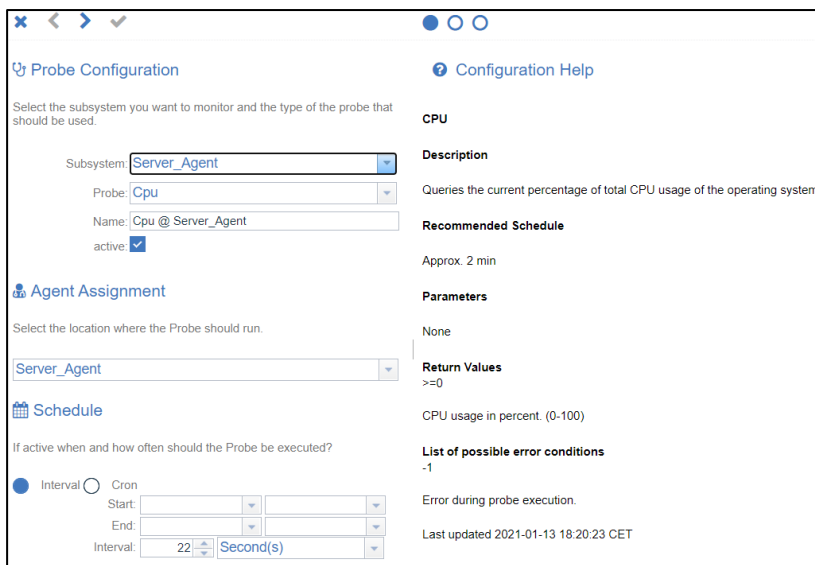 Probe Configuration
Select the subsystem you want to monitor and the type of the probe that
should be used.
Subsystem: Server_Agent
Probe: Cpu
Name: Cpu @ Server_Agent
active:
Agent Assignment
Select the location where the Probe should run.
Server_Agent
Schedule
If active when and how often should the Probe be executed?
Interval Cron
Start:
End:
Interval: 22 Second(s)
Configuration Help
CPU
Description
Queries the current percentage of total CPU usage of the operating system
Recommended Schedule
Approx. 2 min
Parameters
None
Return Values
>=0
CPU usage in percent. (0-100)
List of possible error conditions
-1
Error during probe execution.
Last updated 2021-01-13 18:20:23 CET